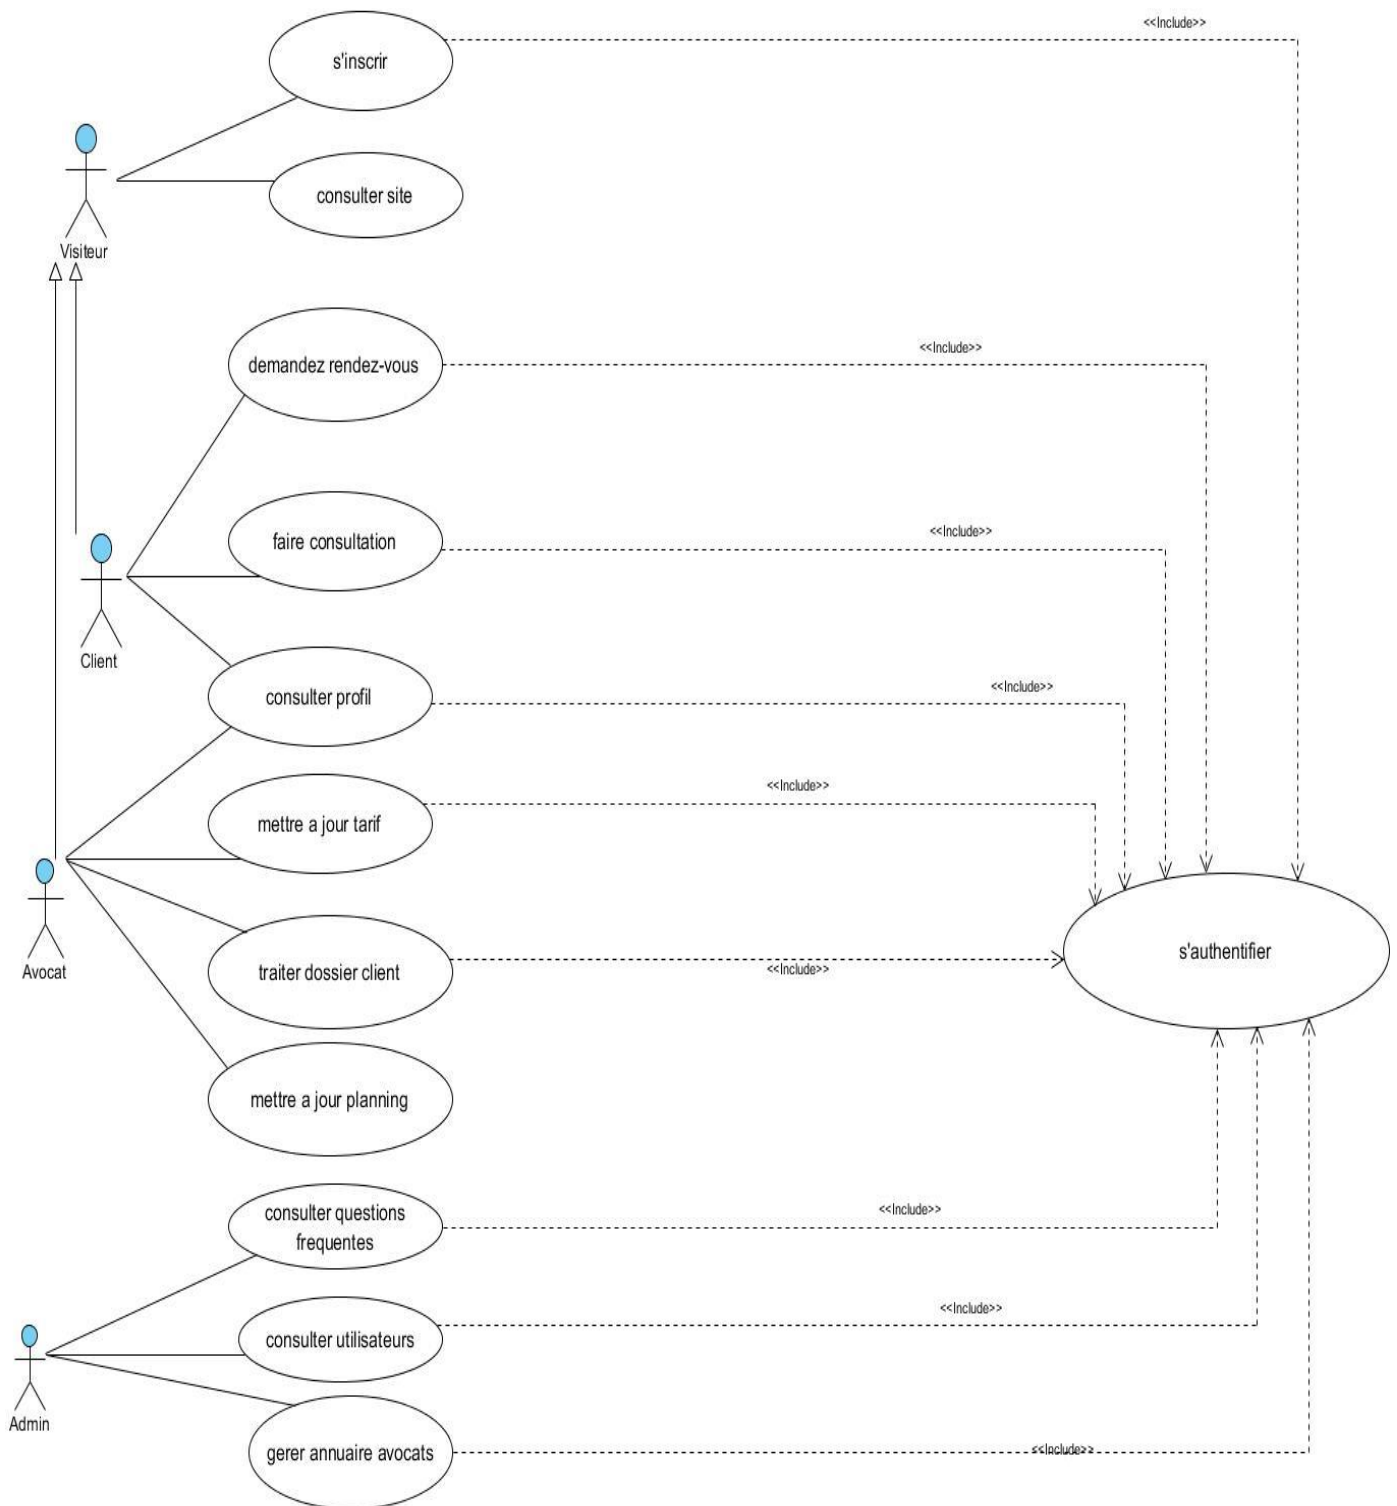 <<Include>>
s'inscrir
consulter site
Visiteur
<<Include>>
demandez rendez-vous
<<Include>>
faire consultation
Client
<<Include>>
consulter profil
<<Include>>
mettre a jour tarif
s'authentifier
traiter dossier client
<<Include>>
Avocat
mettre a jour planning
consulter questions
frequentes
<<Include>>
<<Include>>
consulter utilisateurs
Admin
gerer annuaire avocats
<<Include>>